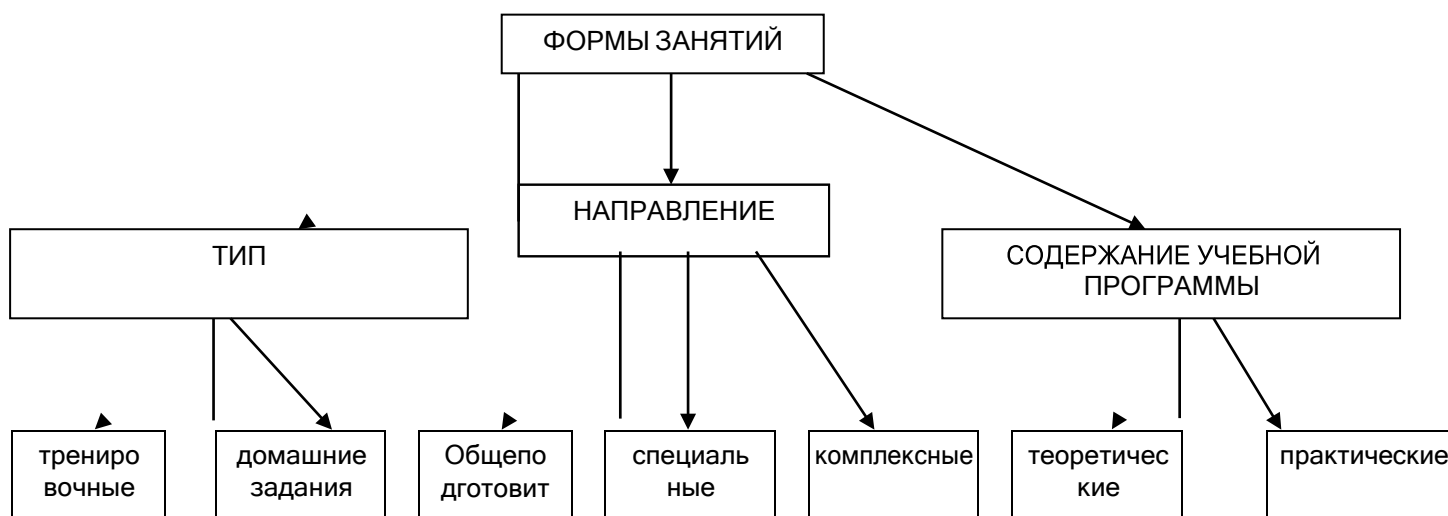 ФОРМЫ ЗАНЯТИЙ
НАПРАВЛЕНИЕ
ТИП
СОДЕРЖАНИЕ УЧЕБНОЙ
ПРОГРАММЫ
трениро
вочные
домашние
задания
Общепо
дготовит
специаль
ные
комплексные
теоретичес
кие
практические